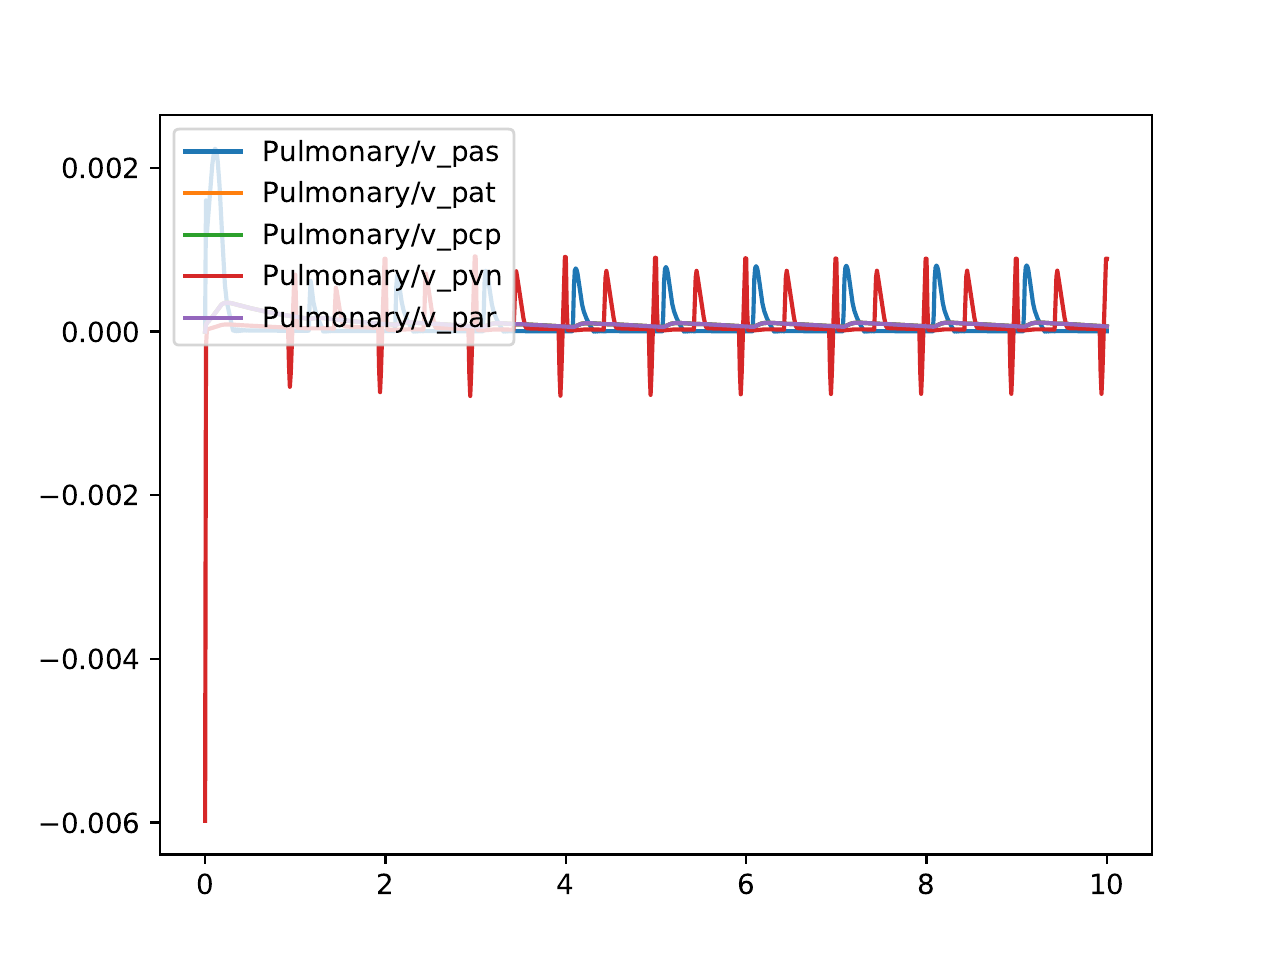 0.002
0.000
−0.002
−0.004
−0.006
Pulmonary/v_pas
Pulmonary/v_pat
Pulmonary/v_pcp
Pulmonary/v_pvn
Pulmonary/v_par
0 2 4 6 8 10